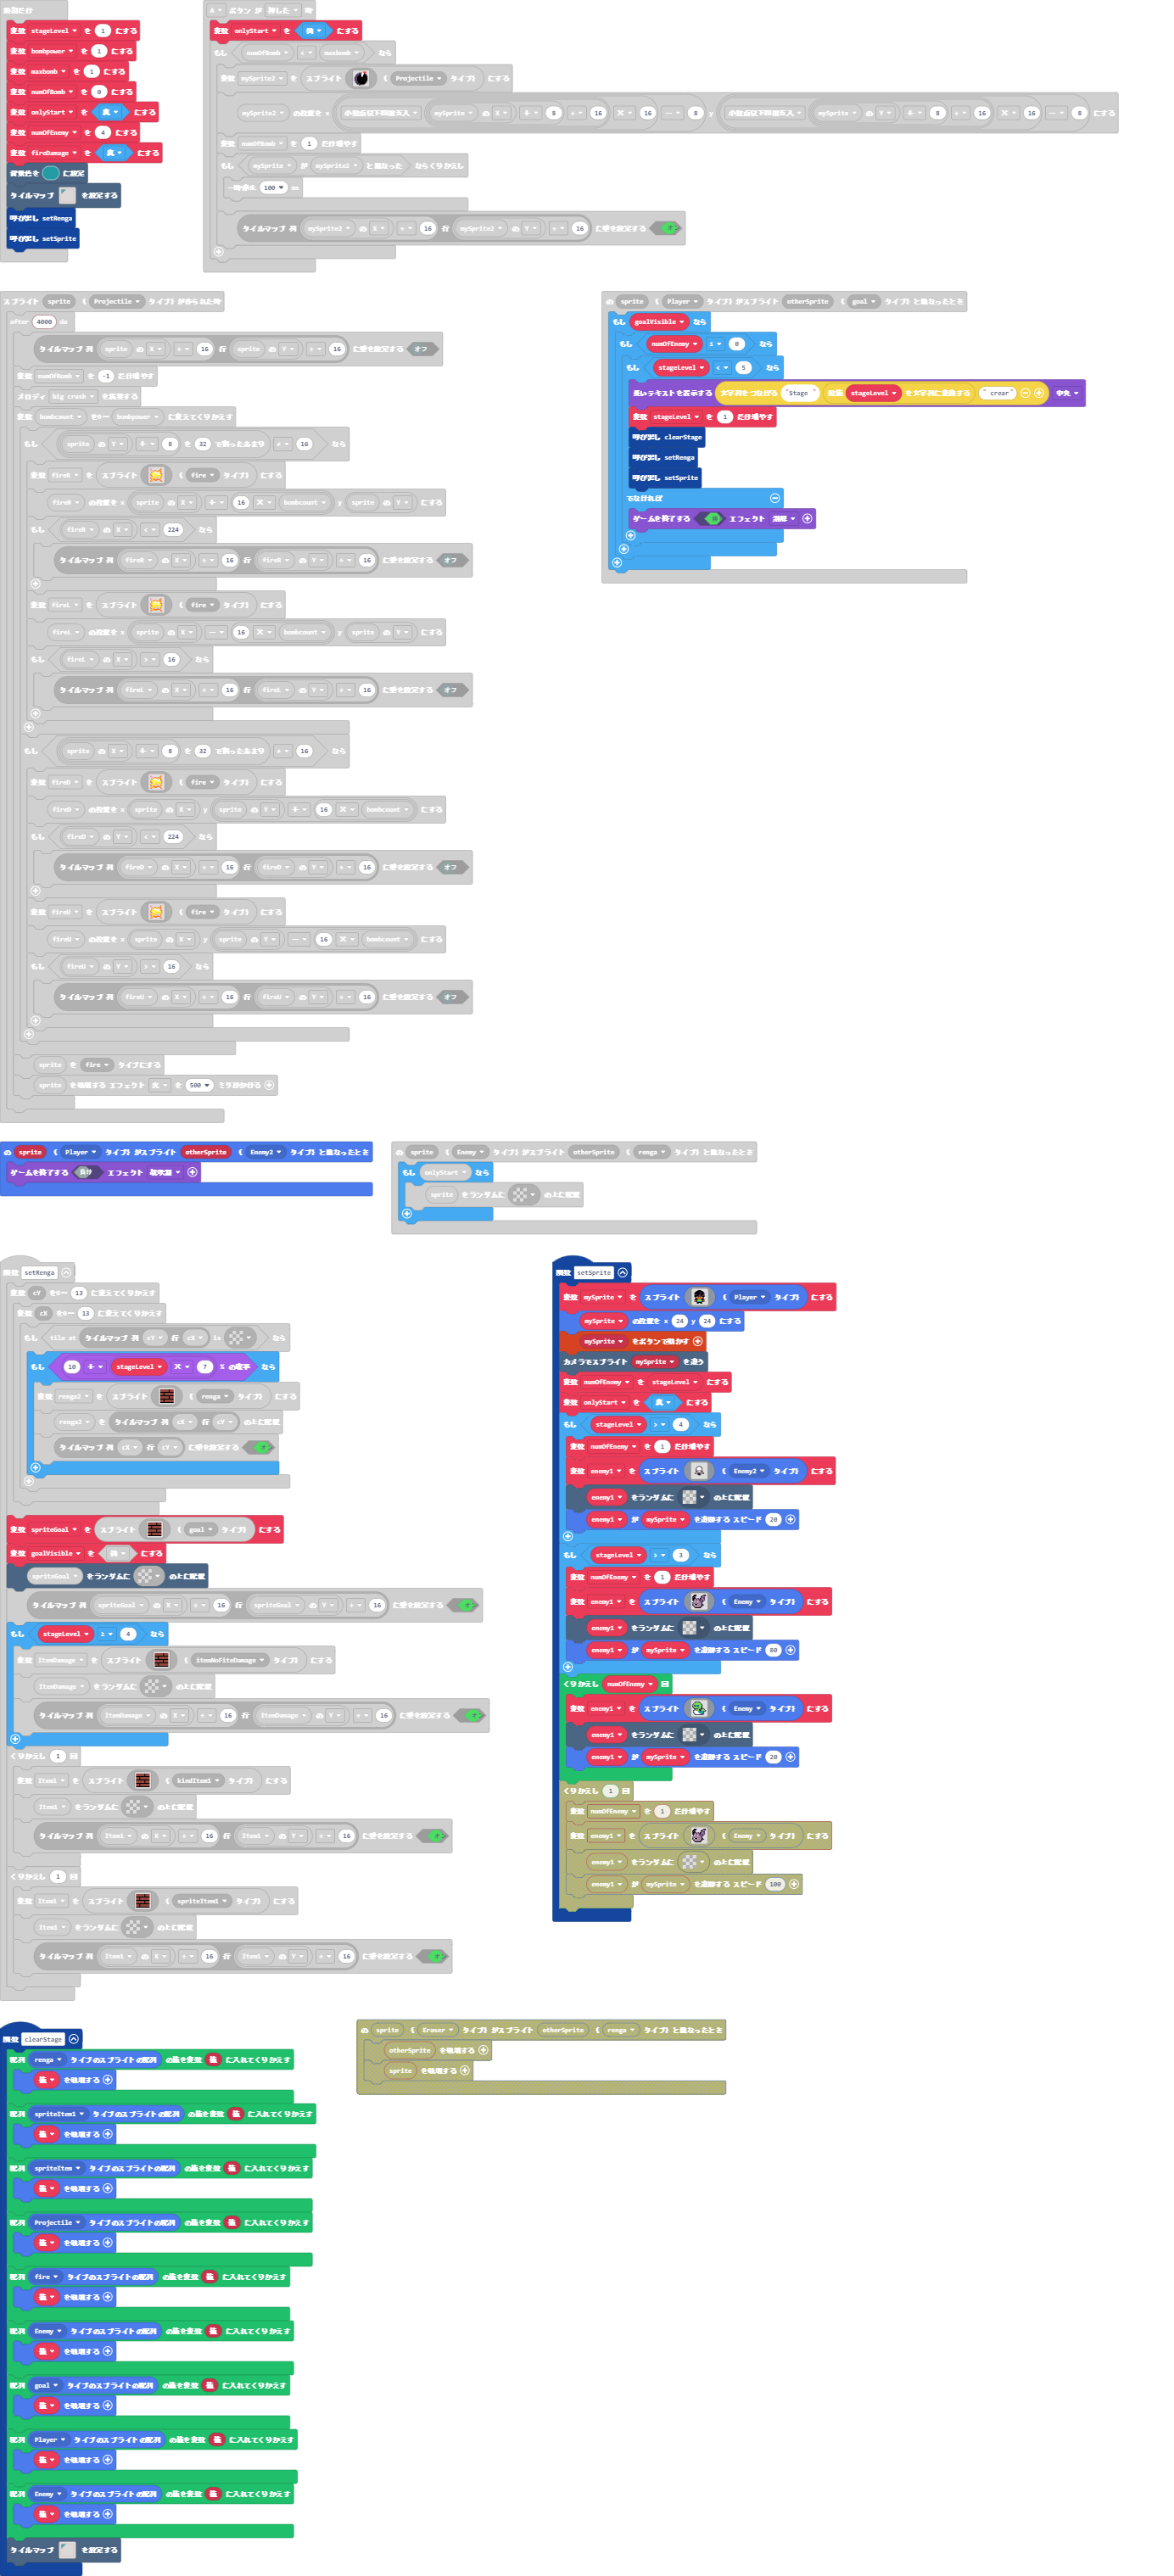 起動だけ
変数 stageLevel を 1 にする
変数 bombpower を 1 にする
変数 maxbomb を 1 にする
変数 numOfBomb を 0 にする
変数 onlyStart を 真 にする
変数 numOfEnemy を 4 にする
変数 fireDamage を 真 にする
背景色を に設定
タイルマップ を設定する
呼び出し setRenga
呼び出し setSprite
A ボタン が 押した 時
変数 onlyStart を 偽 にする
もし numOfBomb < maxbomb なら
変数 mySprite2 を スプライト ( Projectile タイプ) にする
mySprite2 の位置を x 小数点以下四捨五入 mySprite の X + 8 ÷ 16 × 16 − 8 y 小数点以下四捨五入 mySprite の Y + 8 ÷ 16 × 16 − 8 にする
変数 numOfBomb を 1 だけ増やす
もし mySprite が mySprite2 と重なった ならくりかえし
一時停止 100 ms
タイルマップ 列 mySprite2 の X ÷ 16 行 mySprite2 の Y ÷ 16 に壁を設定する オン
スプライト sprite ( Projectile タイプ) が作られた時
after 4000 do
タイルマップ 列 sprite の X ÷ 16 行 sprite の Y ÷ 16 に壁を設定する オフ
変数 numOfBomb を -1 だけ増やす
メロディ big crash を再生する
変数 bombcount を0〜 bombpower に変えてくりかえす
もし sprite の Y + 8 を 32 で割ったあまり ≠ 16 なら
変数 fireR を スプライト ( fire タイプ) にする
fireR の位置を x sprite の X + 16 × bombcount y sprite の Y にする
もし fireR の X < 224 なら
タイルマップ 列 fireR の X ÷ 16 行 fireR の Y ÷ 16 に壁を設定する オフ
変数 fireL を スプライト ( fire タイプ) にする
fireL の位置を x sprite の X − 16 × bombcount y sprite の Y にする
もし fireL の X > 16 なら
タイルマップ 列 fireL の X ÷ 16 行 fireL の Y ÷ 16 に壁を設定する オフ
もし sprite の X + 8 を 32 で割ったあまり ≠ 16 なら
変数 fireD を スプライト ( fire タイプ) にする
fireD の位置を x sprite の X y sprite の Y + 16 × bombcount にする
もし fireD の Y < 224 なら
タイルマップ 列 fireD の X ÷ 16 行 fireD の Y ÷ 16 に壁を設定する オフ
変数 fireU を スプライト ( fire タイプ) にする
fireU の位置を x sprite の X y sprite の Y − 16 × bombcount にする
もし fireU の Y > 16 なら
タイルマップ 列 fireU の X ÷ 16 行 fireU の Y ÷ 16 に壁を設定する オフ
sprite を fire タイプにする
sprite を破壊する エフェクト 火 を 500 ミリ秒かける
の sprite ( Player タイプ) がスプライト otherSprite ( goal タイプ) と重なったとき
もし goalVisible なら
もし numOfEnemy ≤ 0 なら
もし stageLevel < 5 なら
長いテキストを表示する 文字列をつなげる "Stage " 数値 stageLevel を文字列に変換する " crear" 中央
変数 stageLevel を 1 だけ増やす
呼び出し clearStage
呼び出し setRenga
呼び出し setSprite
でなければ
ゲームを終了する エフェクト
の sprite ( Player タイプ) がスプライト otherSprite ( Enemy2 タイプ) と重なったとき
ゲームを終了する 負け エフェクト
の sprite ( Enemy タイプ) がスプライト otherSprite ( renga タイプ) と重なったとき
もし onlyStart なら
sprite をランダムに の上に配置
関数 setRenga
変数 cY を0〜 13 に変えてくりかえす
変数 cX を0〜 13 に変えてくりかえす
もし tile at タイルマップ 列 cY 行 cX is なら
もし 10 + stageLevel × 7 % の確率 なら
変数 renga2 を スプライト ( renga タイプ) にする
renga2 を タイルマップ 列 cX 行 cY の上に配置
タイルマップ 列 cX 行 cY に壁を設定する オン
変数 spriteGoal を スプライト ( goal タイプ) にする
変数 goalVisible を 偽 にする
spriteGoal をランダムに の上に配置
タイルマップ 列 spriteGoal の X ÷ 16 行 spriteGoal の Y ÷ 16 に壁を設定する オン
もし stageLevel ≥ 4 なら
変数 ItemDamage を スプライト ( itemNoFiteDamage タイプ) にする
ItemDamage をランダムに の上に配置
タイルマップ 列 ItemDamage の X ÷ 16 行 ItemDamage の Y ÷ 16 に壁を設定する オン
くりかえし 1 回
変数 Item1 を スプライト ( kindItem1 タイプ) にする
Item1 をランダムに の上に配置
タイルマップ 列 Item1 の X ÷ 16 行 Item1 の Y ÷ 16 に壁を設定する オン
くりかえし 1 回
変数 Item1 を スプライト ( spriteItem1 タイプ) にする
Item1 をランダムに の上に配置
タイルマップ 列 Item1 の X ÷ 16 行 Item1 の Y ÷ 16 に壁を設定する オン
関数 setSprite
変数 mySprite を スプライト ( Player タイプ) にする
mySprite の位置を x 24 y 24 にする
mySprite をボタンで動かす
カメラでスプライト mySprite を追う
変数 numOfEnemy を stageLevel にする
変数 onlyStart を 真 にする
もし stageLevel > 4 なら
変数 numOfEnemy を 1 だけ増やす
変数 enemy1 を スプライト ( Enemy2 タイプ) にする
enemy1 をランダムに の上に配置
enemy1 が mySprite を追跡する スピード 20
もし stageLevel > 3 なら
変数 numOfEnemy を 1 だけ増やす
変数 enemy1 を スプライト ( Enemy タイプ) にする
enemy1 をランダムに の上に配置
enemy1 が mySprite を追跡する スピード 80
くりかえし numOfEnemy 回
変数 enemy1 を スプライト ( Enemy タイプ) にする
enemy1 をランダムに の上に配置
enemy1 が mySprite を追跡する スピード 20
くりかえし 1 回
変数 numOfEnemy を 1 だけ増やす
変数 enemy1 を スプライト ( Enemy タイプ) にする
enemy1 をランダムに の上に配置
enemy1 が mySprite を追跡する スピード 100
関数 clearStage
配列 renga タイプのスプライトの配列 の値を変数 値 に入れてくりかえす
値 を破壊する
配列 spriteItem1 タイプのスプライトの配列 の値を変数 値 に入れてくりかえす
値 を破壊する
配列 spriteItem タイプのスプライトの配列 の値を変数 値 に入れてくりかえす
値 を破壊する
配列 Projectile タイプのスプライトの配列 の値を変数 値 に入れてくりかえす
値 を破壊する
配列 fire タイプのスプライトの配列 の値を変数 値 に入れてくりかえす
値 を破壊する
配列 Enemy タイプのスプライトの配列 の値を変数 値 に入れてくりかえす
値 を破壊する
配列 goal タイプのスプライトの配列 の値を変数 値 に入れてくりかえす
値 を破壊する
配列 Player タイプのスプライトの配列 の値を変数 値 に入れてくりかえす
値 を破壊する
配列 Enemy タイプのスプライトの配列 の値を変数 値 に入れてくりかえす
値 を破壊する
タイルマップ を設定する
の sprite ( Eraser タイプ) がスプライト otherSprite ( renga タイプ) と重なったとき
otherSprite を破壊する
sprite を破壊する